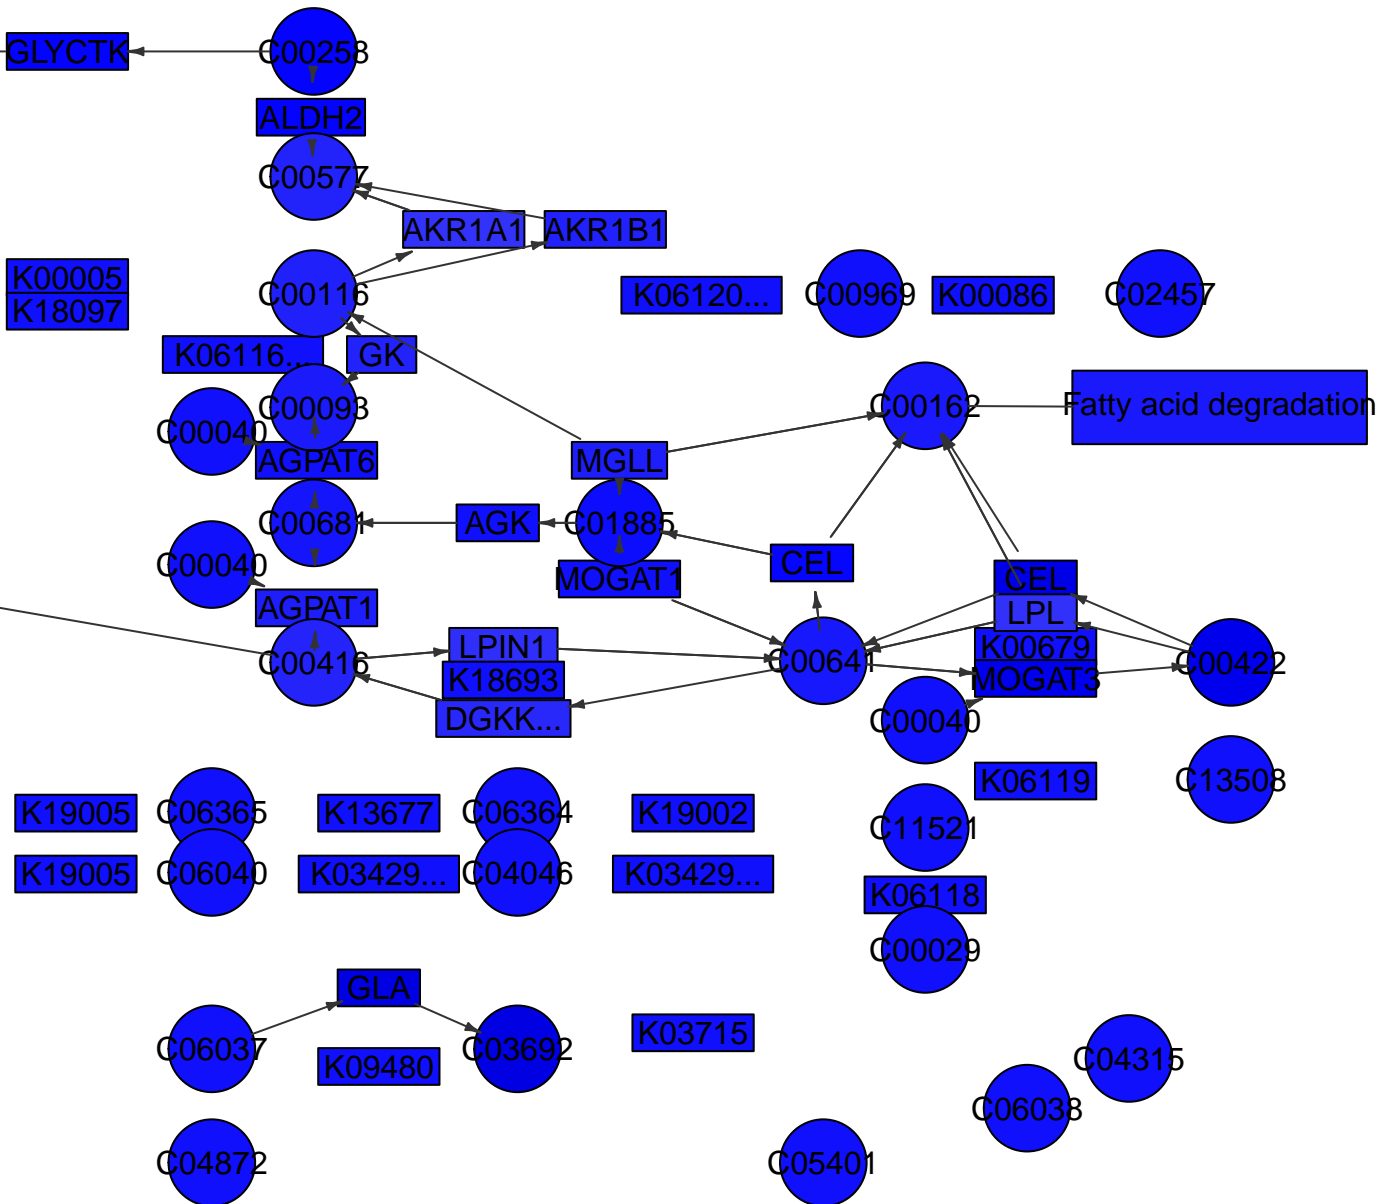 GLYCTK
C00258
ALDH2
C00577
AKR1A1
AKR1B1
K00005
K18097
C00116
K06120...
C00969
K00086
C02457
K06116...
GK
C00093
C00040
C00162
Fatty acid degradation
AGPAT6
MGLL
C00681
AGK
C01885
C00040
MOGAT1
CEL
CEL
AGPAT1
LPL
C00416
LPIN1
K18693
DGKK...
C00641
K00679
MOGAT3
C00422
C00040
K06119
C13508
K19005
C06365
K13677
C06364
K19002
C11521
K19005
C06040
K03429...
C04046
K03429...
K06118
C00029
GLA
C06037
K09480
C03692
K03715
C04315
C06038
C04872
C05401